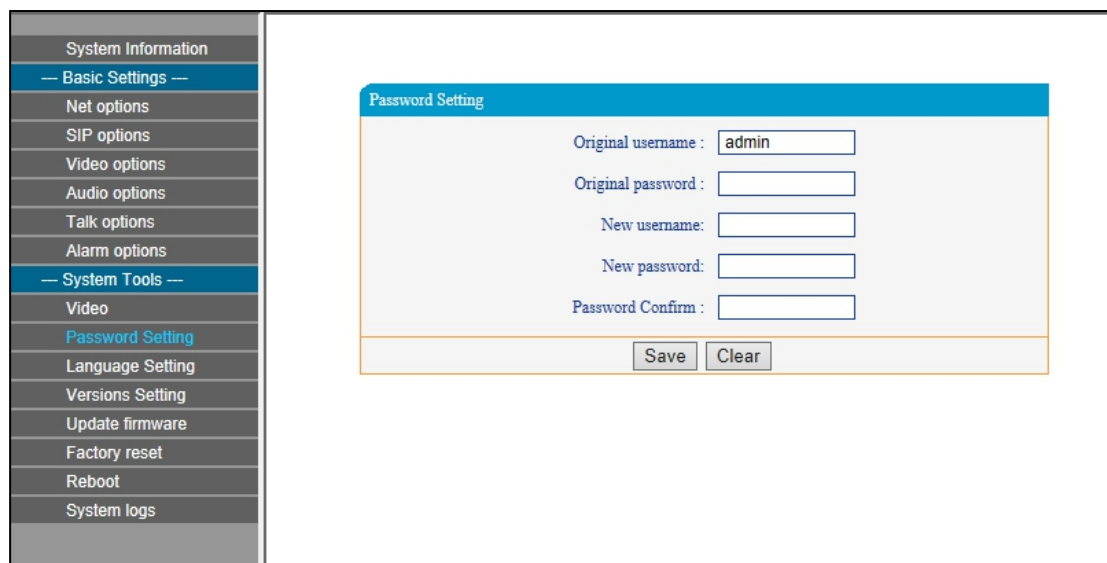 System Information
--- Basic Settings ---
Net options
SIP options
Video options
Audio options
Talk options
Alarm options
--- System Tools ---
Video
Password Setting
Language Setting
Versions Setting
Update firmware
Factory reset
Reboot
System logs
Password Setting
Original username : admin
Original password :
New username:
New password:
Password Confirm :
Save Clear